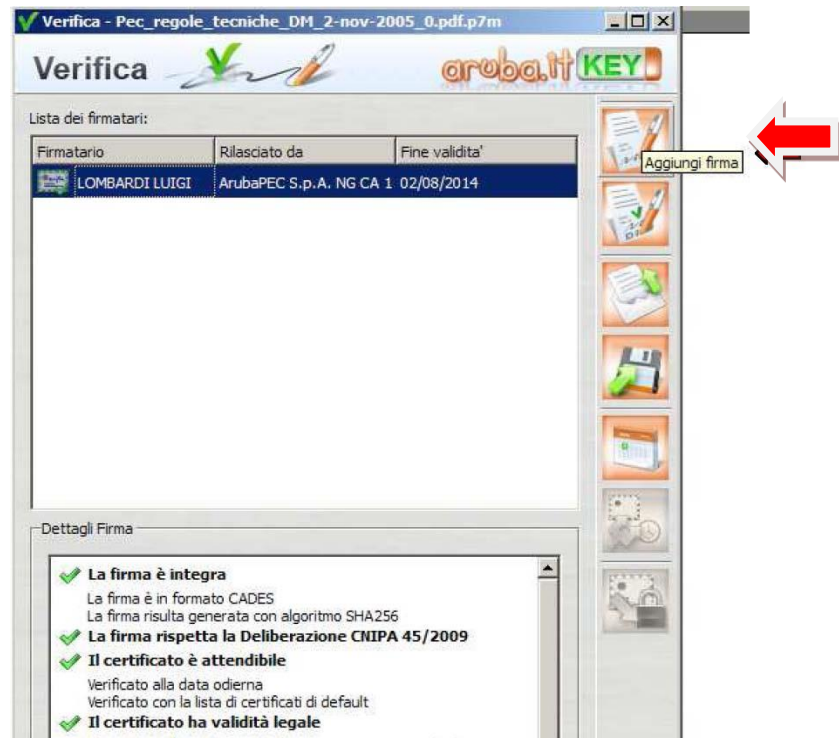 Verifica - Pec_regole_tecniche_DM_2-nov-2005_0.pdf.p7m
Verifica
aruba.it KEY
Lista dei firmatari:
Firmatario Rilasciato da Fine validita'
LOMBARDI LUIGI ArubaPEC S.p.A. NG CA 1 02/08/2014
Aggiungi firma
Dettagli Firma
La firma è integra
La firma è in formato CADES
La firma risulta generata con algoritmo SHA256
La firma rispetta la Deliberazione CNIPA 45/2009
Il certificato è attendibile
Verificato alla data odierna
Verificato con la lista di certificati di default
Il certificato ha validità legale